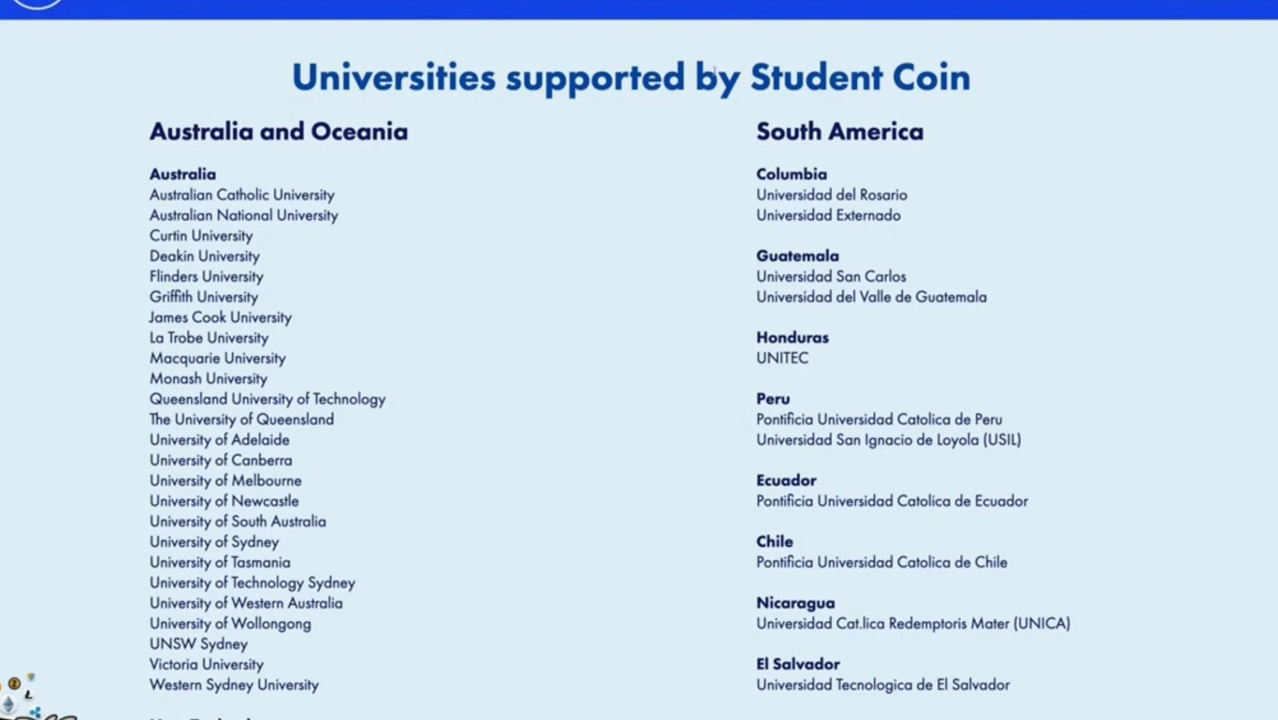 Universities supported by Student Coin
Australia and Oceania
Australia
Australian Catholic University
Australian National University
Curtin University
Deakin University
Flinders University
Griffith University
James Cook University
La Trobe University
Macquarie University
Monash University
Queensland University of Technology
The University of Queensland
University of Adelaide
University of Canberra
University of Melbourne
University of Newcastle
University of South Australia
University of Sydney
University of Tasmania
University of Technology Sydney
University of Western Australia
University of Wollongong
UNSW Sydney
Victoria University
Western Sydney University
South America
Columbia
Universidad del Rosario
Universidad Externado
Guatemala
Universidad San Carlos
Universidad del Valle de Guatemala
Honduras
UNITEC
Peru
Pontificia Universidad Catolica de Peru
Universidad San Ignacio de Loyola (USIL)
Ecuador
Pontificia Universidad Catolica de Ecuador
Chile
Pontificia Universidad Catolica de Chile
Nicaragua
Universidad Cat.lica Redemptoris Mater (UNICA)
El Salvador
Universidad Tecnologica de El Salvador